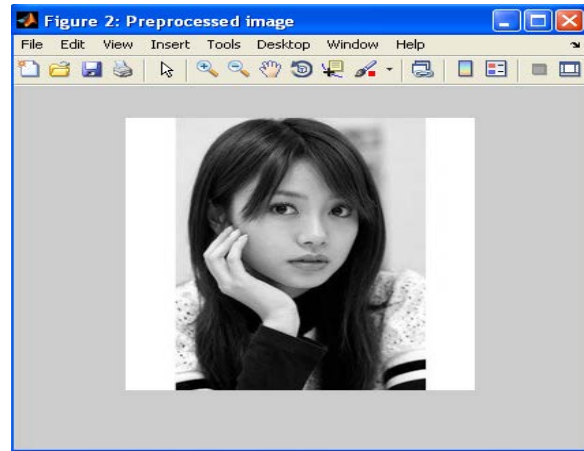 Figure 2: Preprocessed image
File Edit View Insert Tools Desktop Window Help